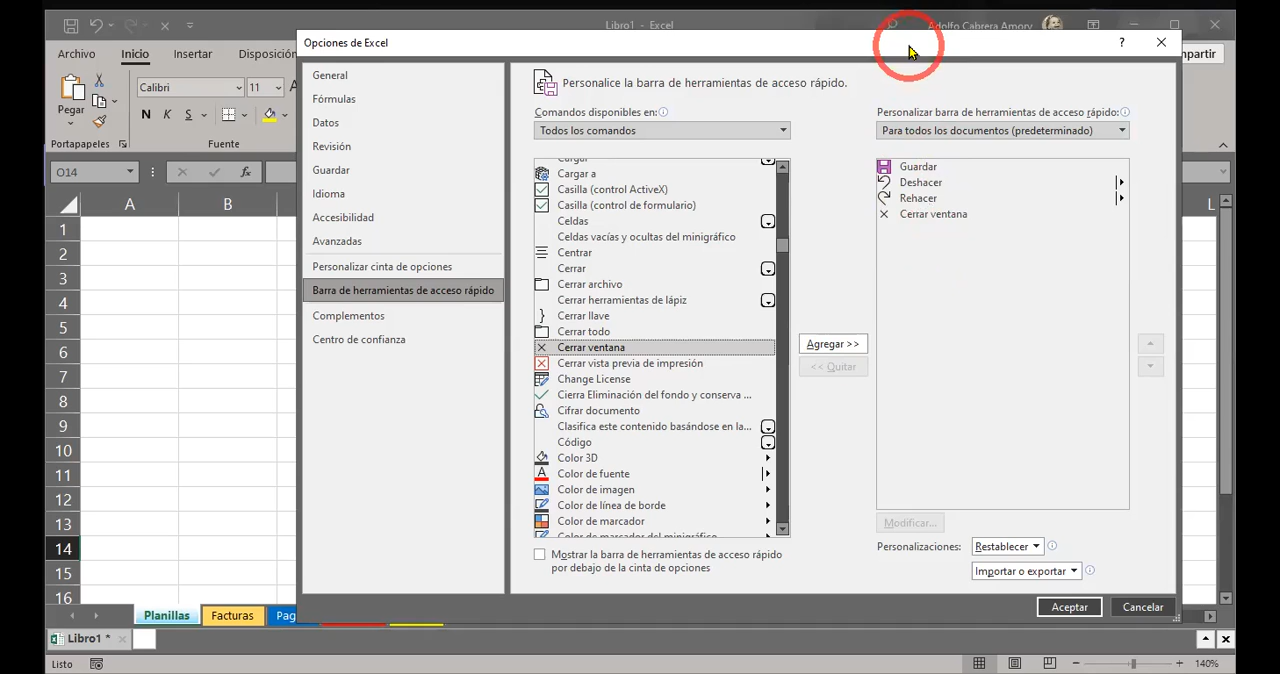 Libro1 - Excel
Adolfo Cabrera Amory
Archivo
Inicio
Insertar
Disposició
mpartir
Pegar
Calibri
11
A
N
K
S
Portapapeles
Fuente
O14
fx
A
B
L
1
2
3
4
5
6
7
8
9
10
11
12
13
14
15
16
Planillas
Facturas
Pag
Libro1 *
Listo
140%
Opciones de Excel
?
General
Fórmulas
Datos
Revisión
Guardar
Idioma
Accesibilidad
Avanzadas
Personalizar cinta de opciones
Barra de herramientas de acceso rápido
Complementos
Centro de confianza
Personalice la barra de herramientas de acceso rápido.
Comandos disponibles en:
Todos los comandos
Cargar
Cargar a
Casilla (control ActiveX)
Casilla (control de formulario)
Celdas
Celdas vacías y ocultas del minigráfico
Centrar
Cerrar
Cerrar archivo
Cerrar herramientas de lápiz
Cerrar llave
Cerrar todo
Cerrar ventana
Cerrar vista previa de impresión
Change License
Cierra Eliminación del fondo y conserva ...
Cifrar documento
Clasifica este contenido basándose en la...
Código
Color 3D
Color de fuente
Color de imagen
Color de línea de borde
Color de marcador
Color de marcador del minigráfico
Mostrar la barra de herramientas de acceso rápido
por debajo de la cinta de opciones
Agregar >>
<< Quitar
Personalizar barra de herramientas de acceso rápido:
Para todos los documentos (predeterminado)
Guardar
Deshacer
Rehacer
Cerrar ventana
Modificar...
Personalizaciones:
Restablecer
Importar o exportar
Aceptar
Cancelar